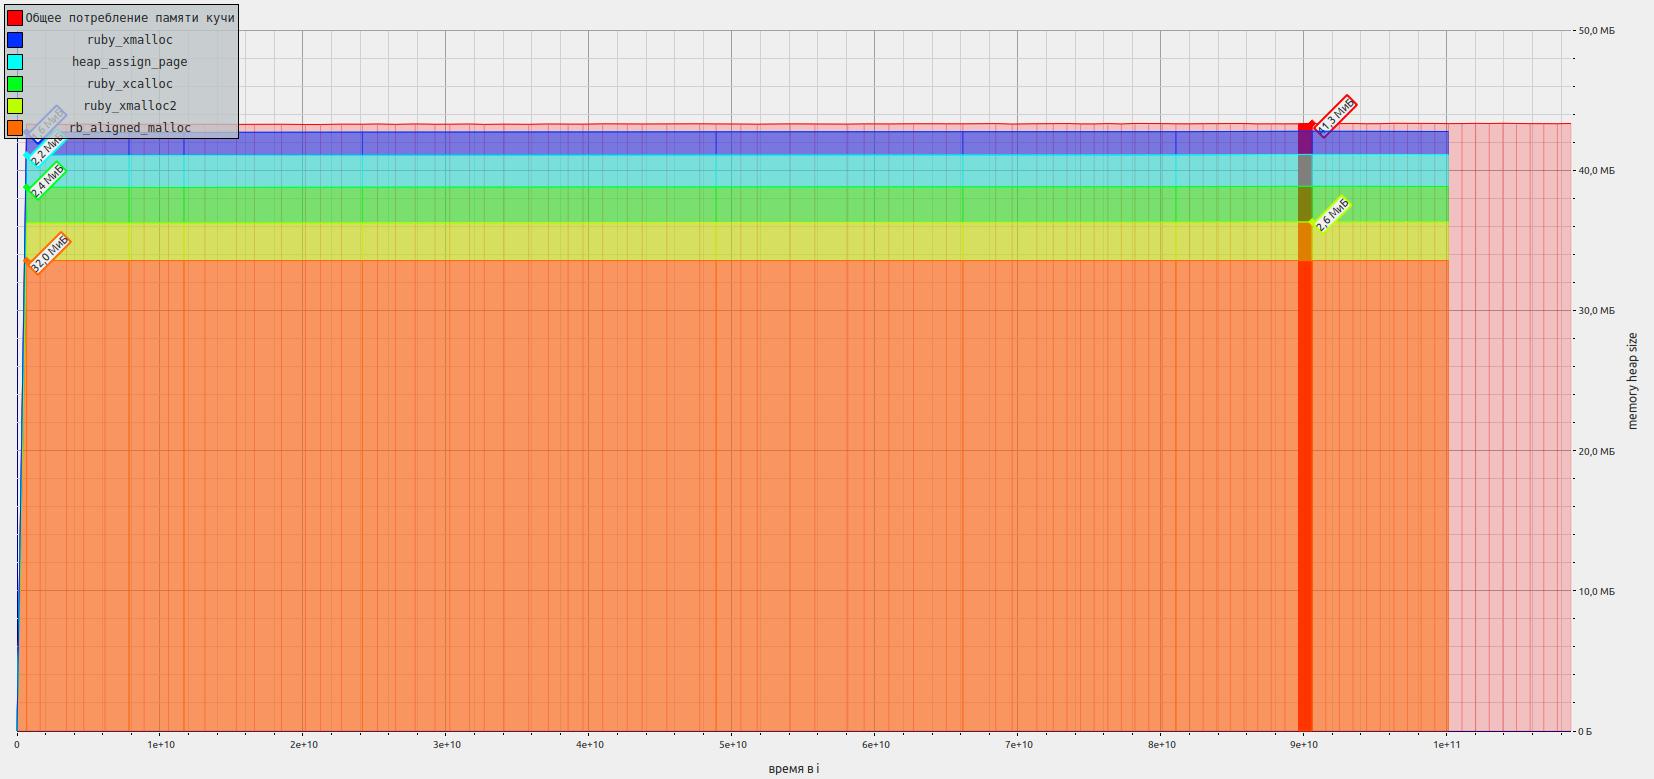 Общее потребление памяти кучи
ruby_xmalloc
heap_assign_page
ruby_xcalloc
ruby_xmalloc2
rb_aligned_malloc
1,6 МиБ
2,2 МиБ
2,4 МиБ
32,0 МиБ
41,3 МиБ
2,6 МиБ
50,0 МБ
40,0 МБ
30,0 МБ
20,0 МБ
10,0 МБ
0 Б
memory heap size
0
1e+10
2e+10
3e+10
4e+10
5e+10
6e+10
7e+10
8e+10
9e+10
1e+11
время в i